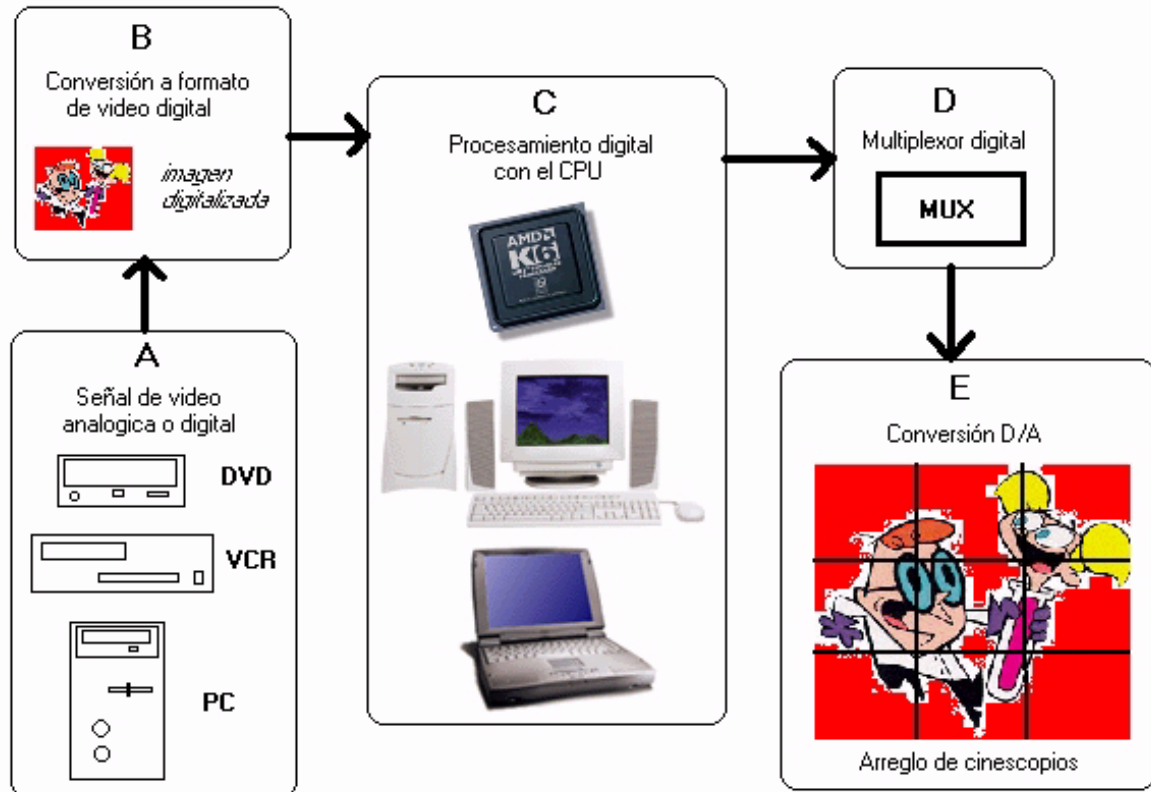 A
Señal de video
analogica o digital
DVD
VCR
PC
B
Conversión a formato
de video digital
imagen
digitalizada
C
Procesamiento digital
con el CPU
AMD
K6
D
Multiplexor digital
MUX
E
Conversión D/A
Arreglo de cinescopios